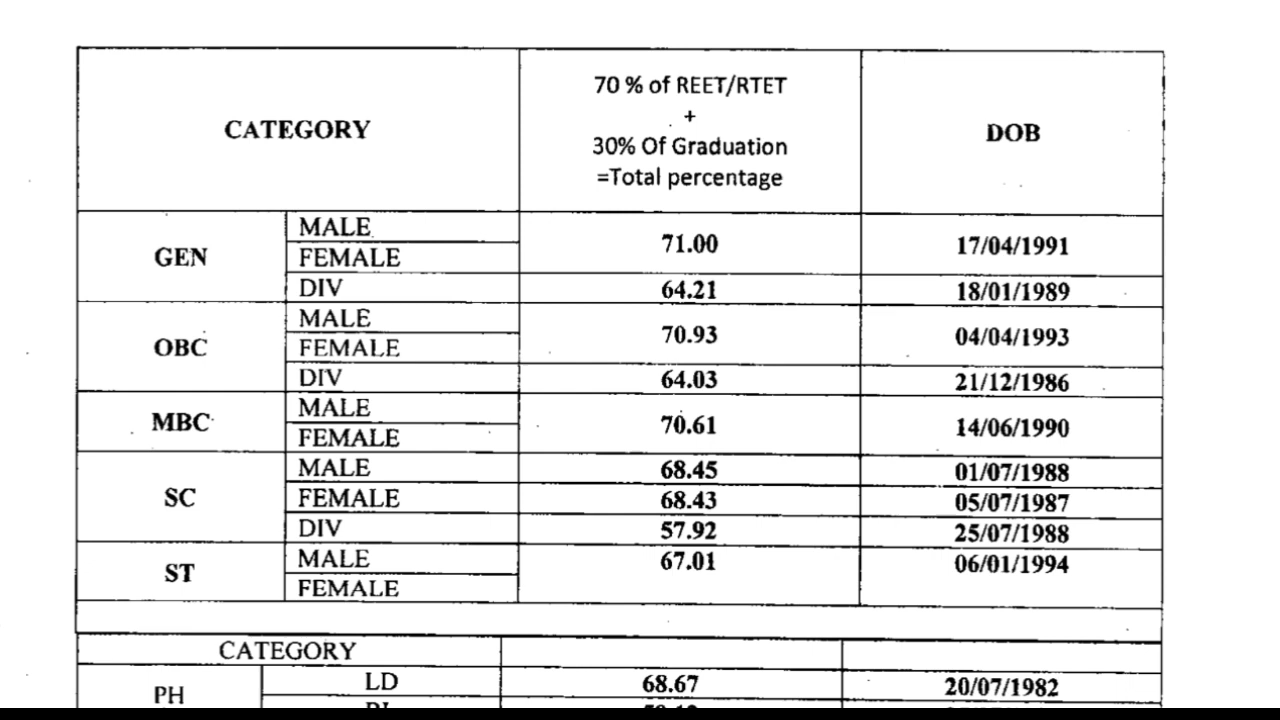 CATEGORY
70 % of REET/RTET
+
30% Of Graduation
=Total percentage
DOB
GEN
MALE
FEMALE
71.00
17/04/1991
DIV
64.21
18/01/1989
OBC
MALE
FEMALE
70.93
04/04/1993
DIV
64.03
21/12/1986
MBC
MALE
FEMALE
70.61
14/06/1990
SC
MALE
68.45
01/07/1988
FEMALE
68.43
05/07/1987
DIV
57.92
25/07/1988
ST
MALE
67.01
06/01/1994
FEMALE
CATEGORY
PH
LD
68.67
20/07/1982